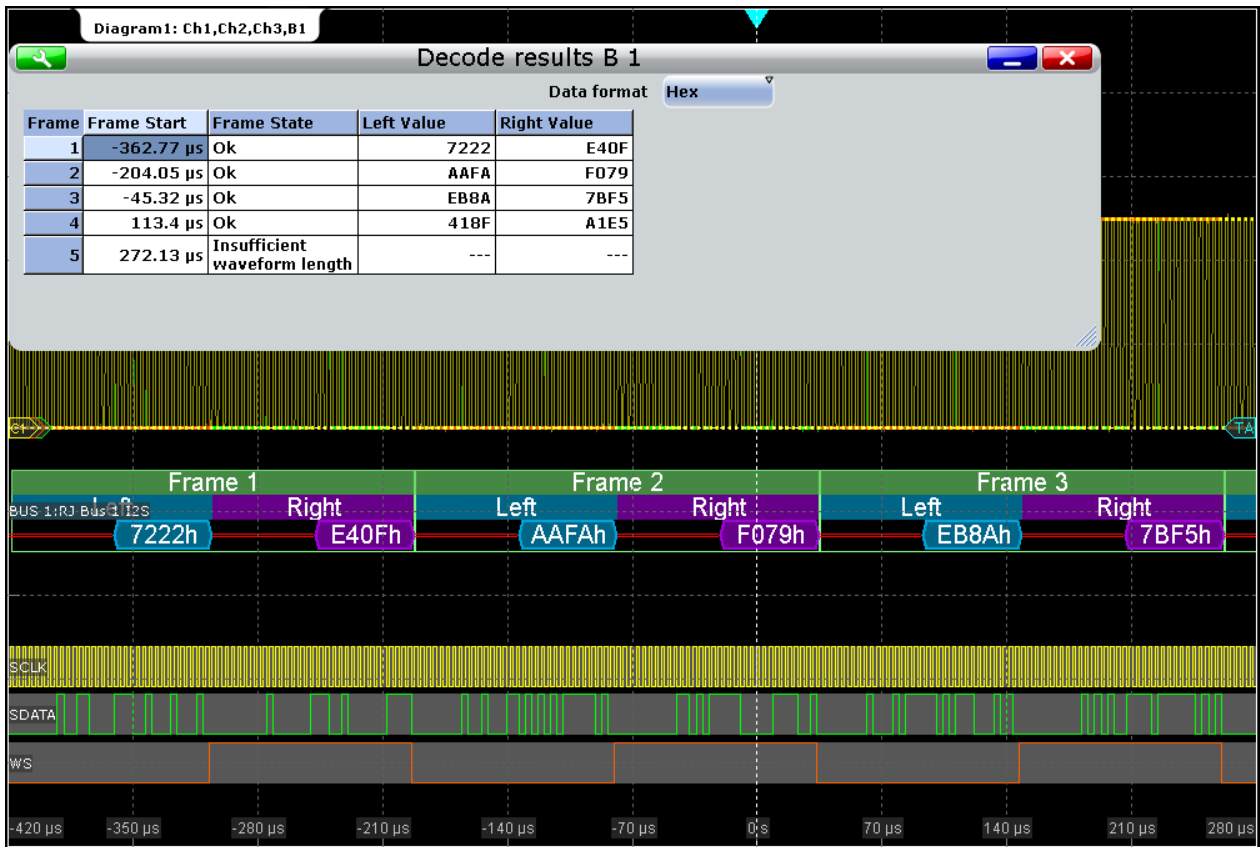 Diagram1: Ch1,Ch2,Ch3,B1
Decode results B 1
Data format Hex
Frame Frame Start Frame State Left Value Right Value
1 -362.77 µs Ok 7222 E40F
2 -204.05 µs Ok AAFA F079
3 -45.32 µs Ok EB8A 7BF5
4 113.4 µs Ok 418F A1E5
5 272.13 µs Insufficient waveform length --- ---
C1
TA
Frame 1 Frame 2 Frame 3
Left Right Left Right Left Right
BUS 1:RJ Bus 1 I2S
7222h E40Fh AAFAh F079h EB8Ah 7BF5h
SCLK
SDATA
WS
-420 µs -350 µs -280 µs -210 µs -140 µs -70 µs 0 s 70 µs 140 µs 210 µs 280 µs